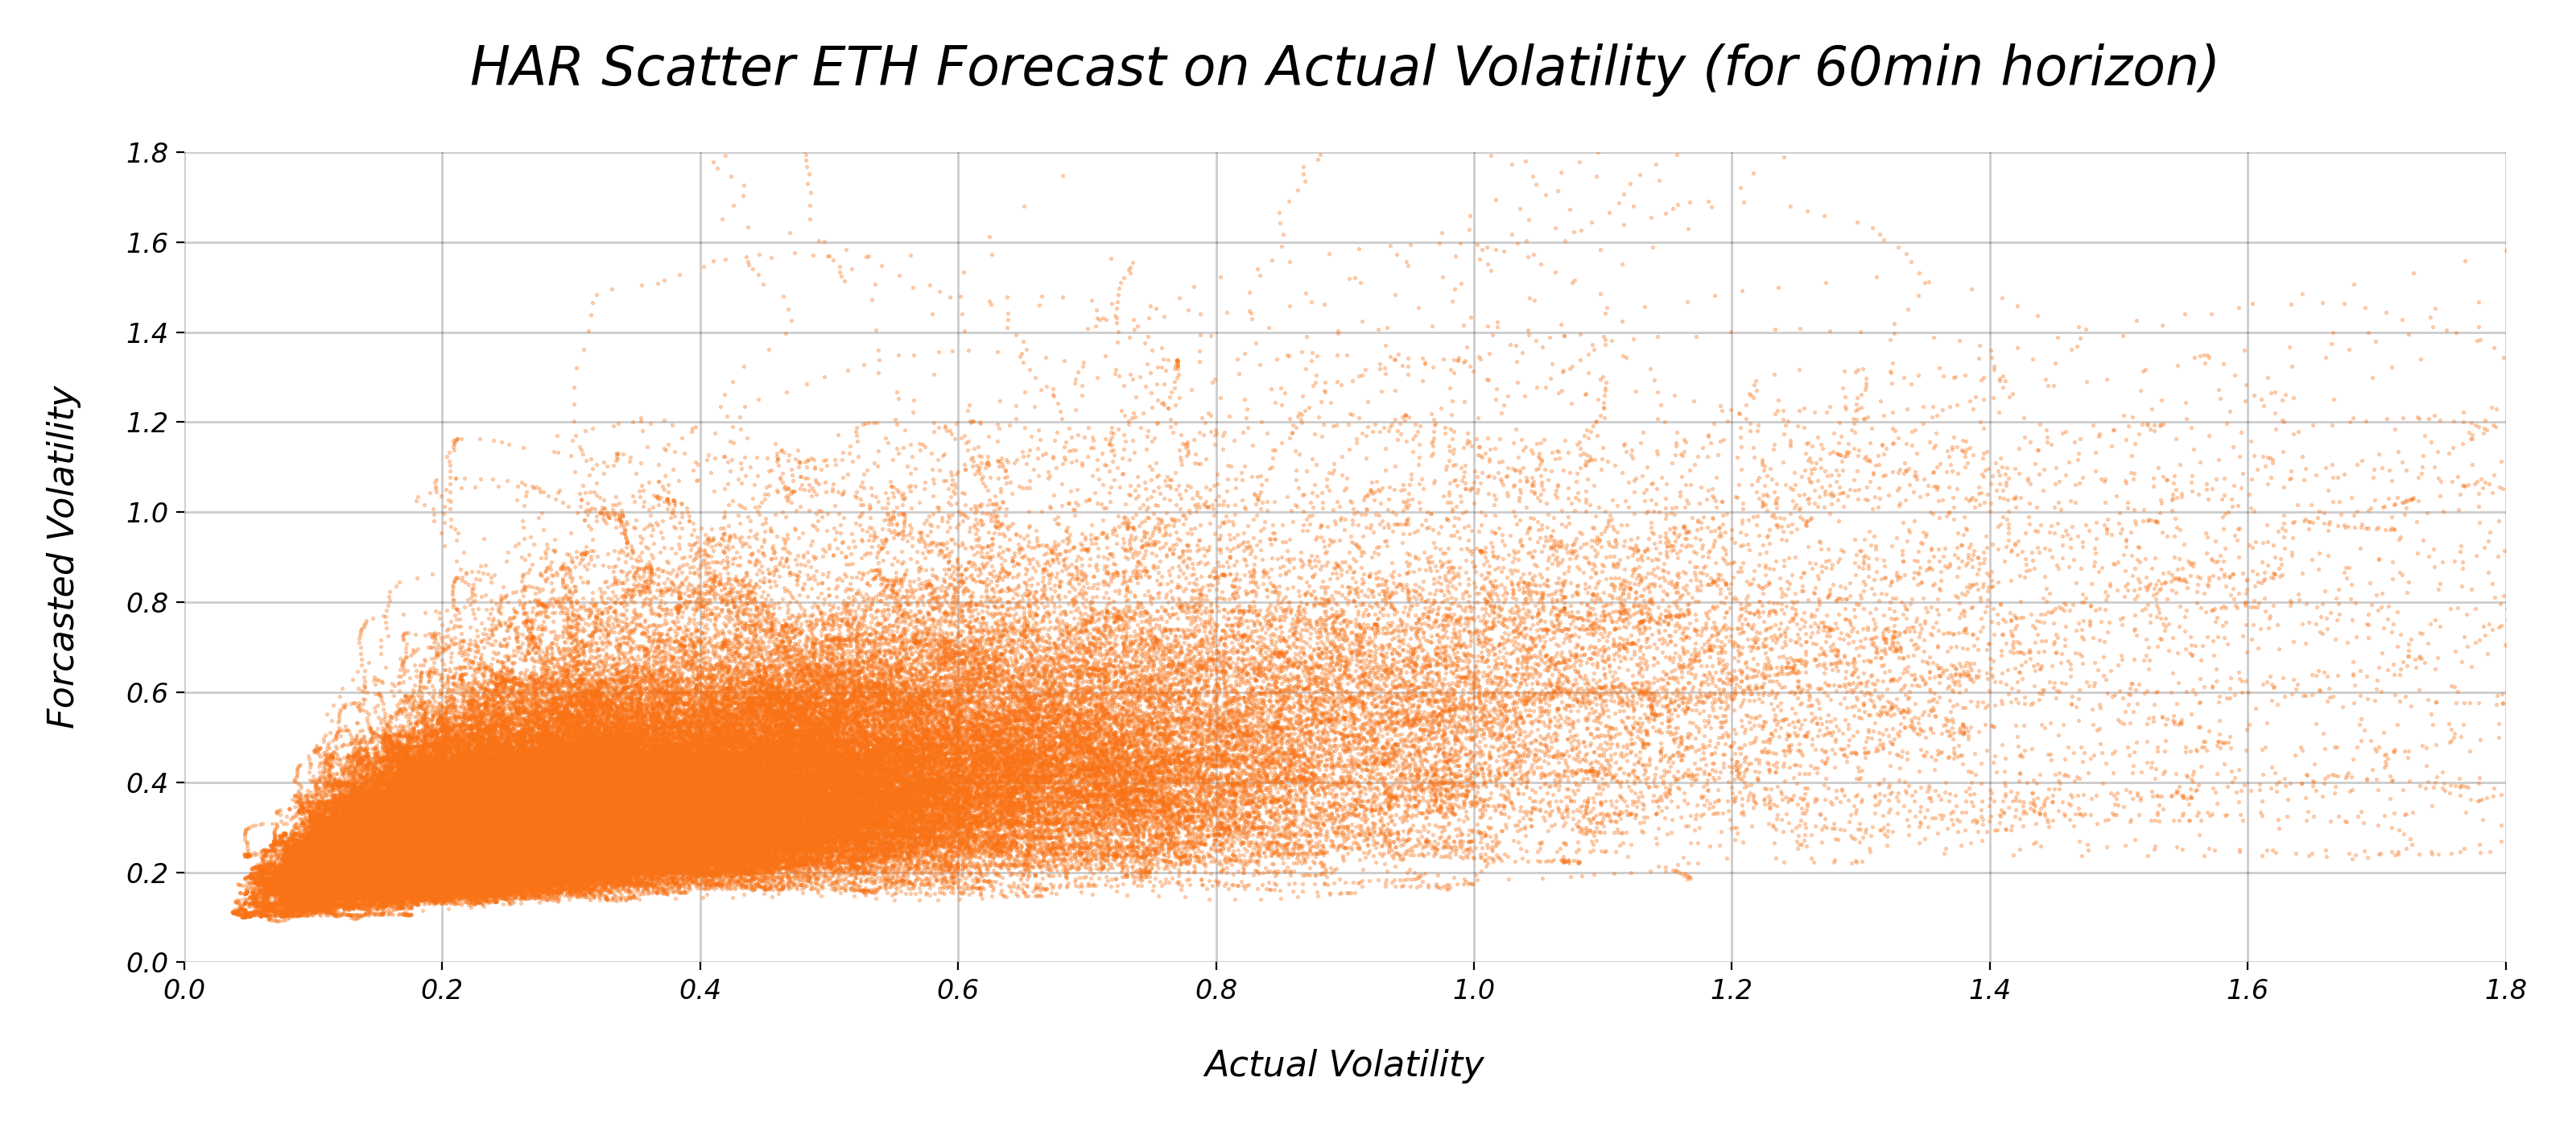 HAR Scatter ETH Forecast on Actual Volatility (for 60min horizon)
Forcasted Volatility
1.8
1.6
1.4
1.2
1.0
0.8
0.6
0.4
0.2
0.0
0.0 0.2 0.4 0.6 0.8 1.0 1.2 1.4 1.6 1.8
Actual Volatility